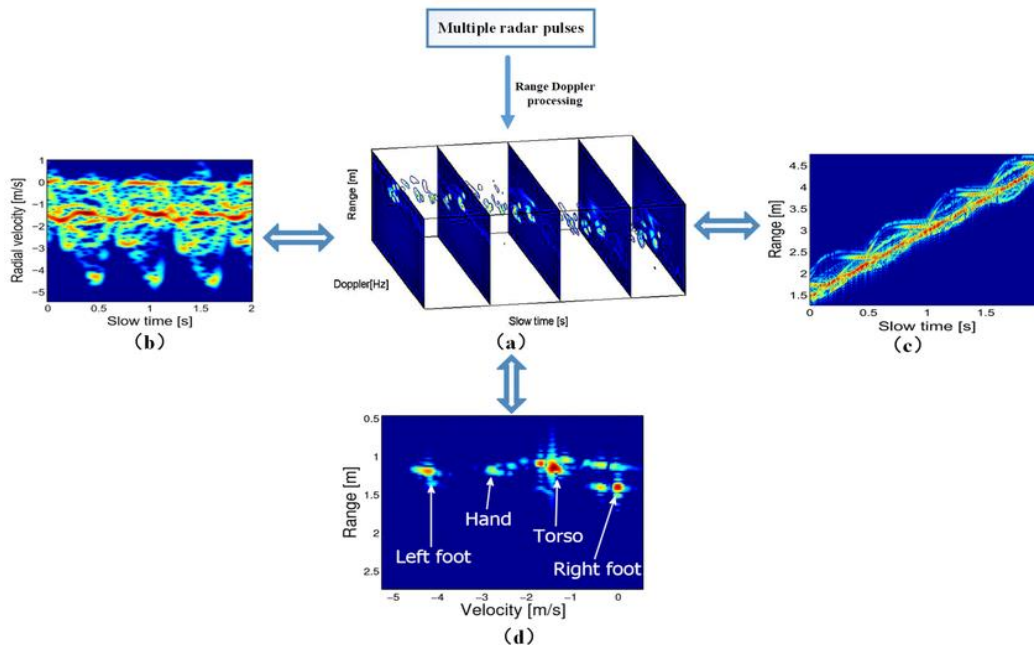 Multiple radar pulses
Range Doppler
processing
Range [m]
Doppler[Hz]
Slow time [s]
(a)
Radial velocity [m/s]
1
0
−1
−2
−3
−4
−5
0 0.5 1 1.5 2
Slow time [s]
(b)
Range [m]
4.5
4
3.5
3
2.5
2
1.5
0 0.5 1 1.5
Slow time [s]
(c)
Range [m]
0.5
1
1.5
2
2.5
Hand
Torso
Left foot
Right foot
−5 −4 −3 −2 −1 0
Velocity [m/s]
(d)